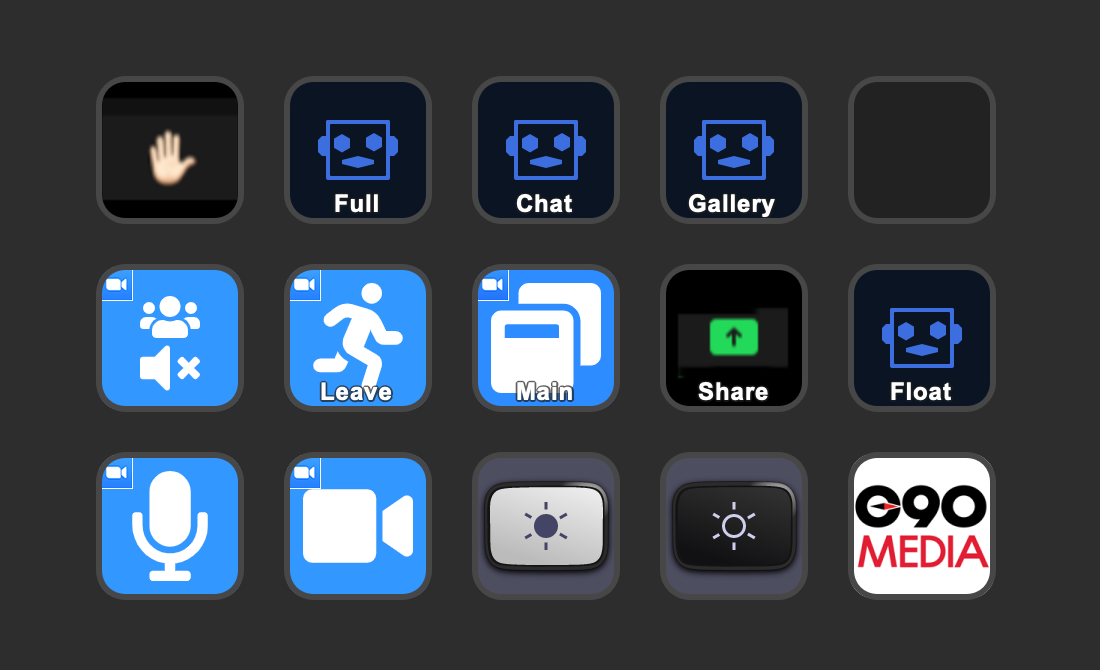 Full
Chat
Gallery
Leave
Main
Share
Float
G90
MEDIA